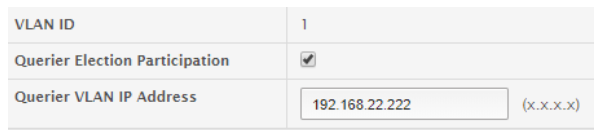 VLAN ID 1
Querier Election Participation
Querier VLAN IP Address 192.168.22.222 (x.x.x.x)